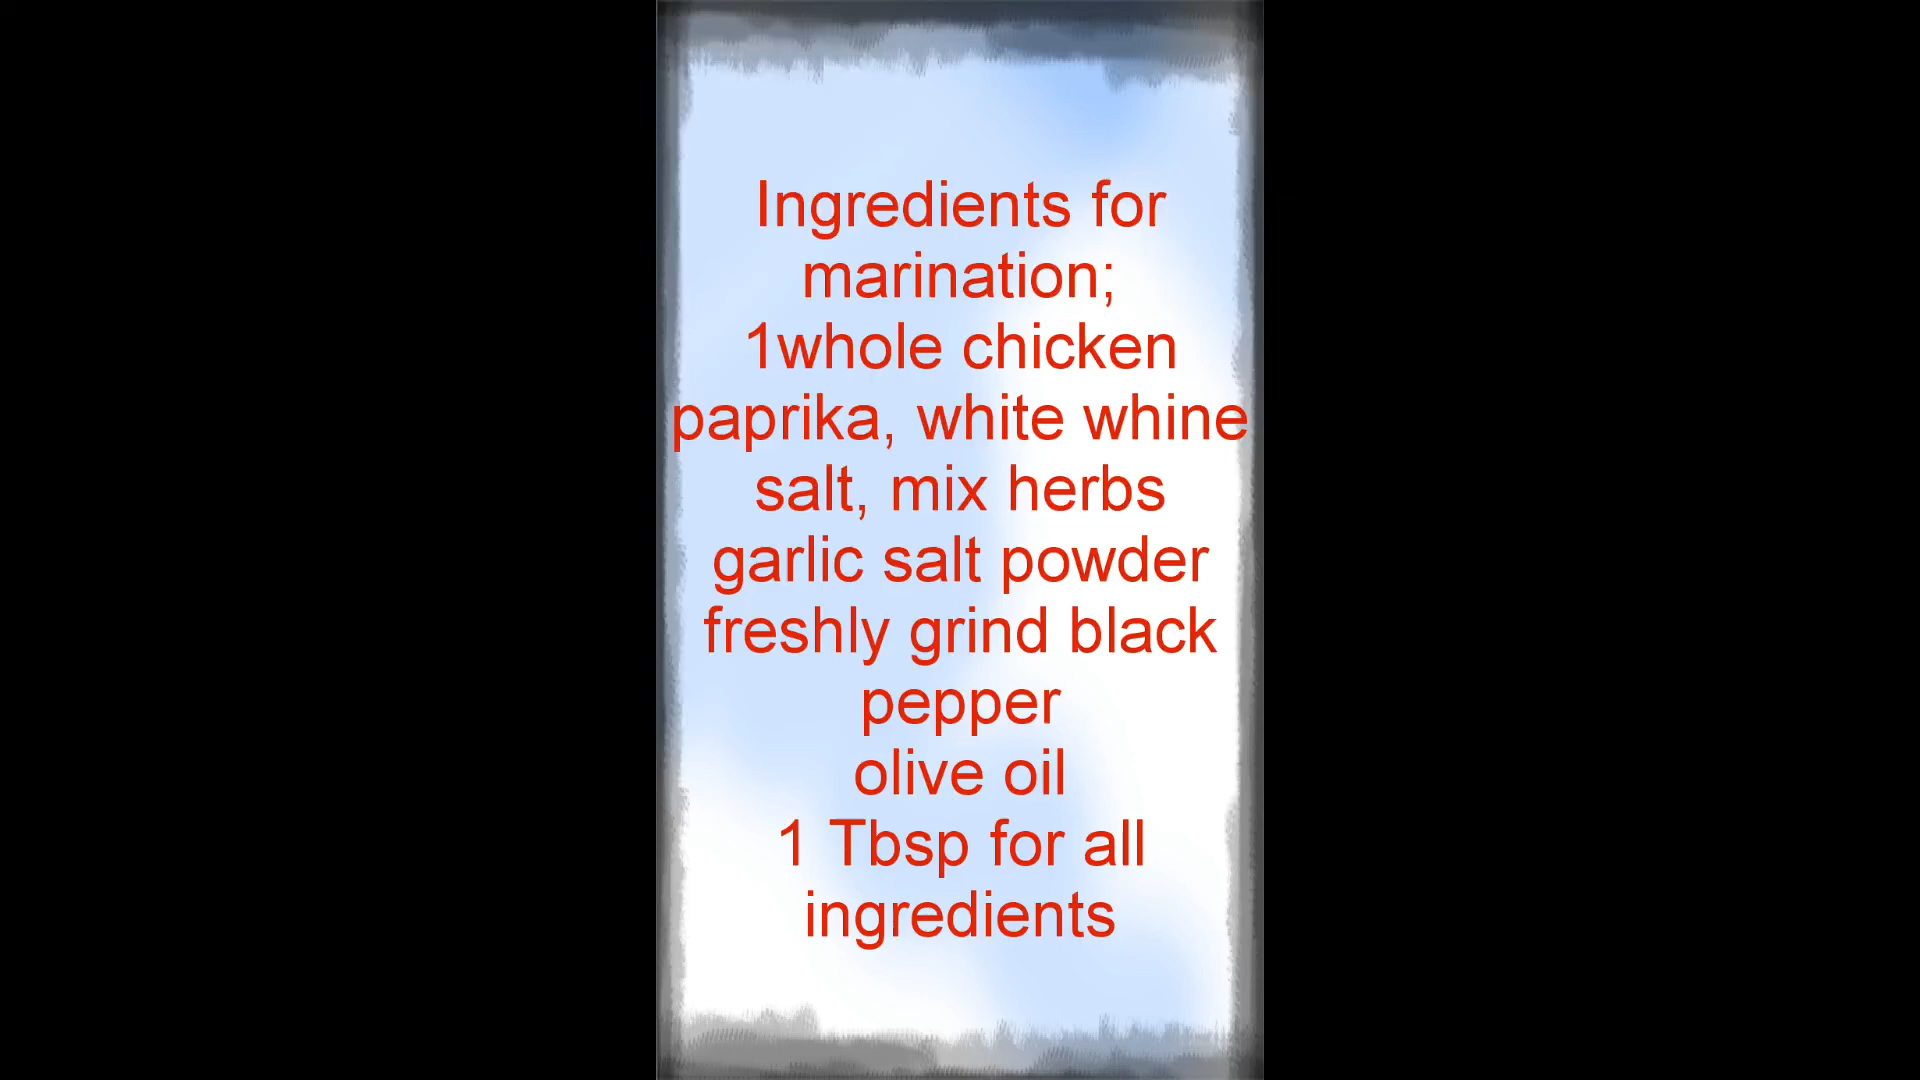 Ingredients for
marination;
1whole chicken
paprika, white whine
salt, mix herbs
garlic salt powder
freshly grind black
pepper
olive oil
1 Tbsp for all
ingredients